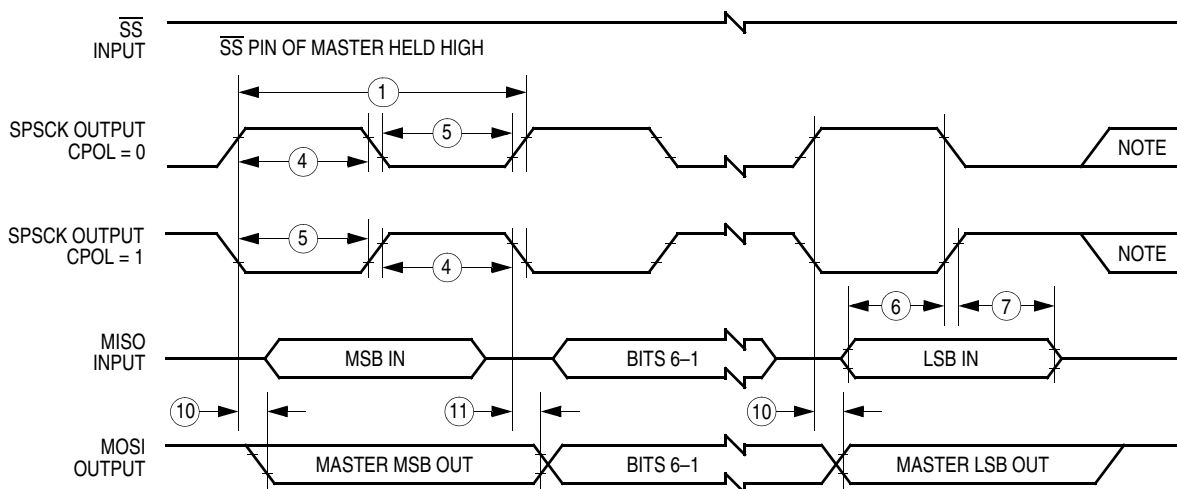 SS
INPUT
SS PIN OF MASTER HELD HIGH
1
SPSCK OUTPUT
CPOL = 0
5
4
NOTE
SPSCK OUTPUT
CPOL = 1
5
4
NOTE
6
7
MISO
INPUT
MSB IN
BITS 6–1
LSB IN
10
11
10
MOSI
OUTPUT
MASTER MSB OUT
BITS 6–1
MASTER LSB OUT